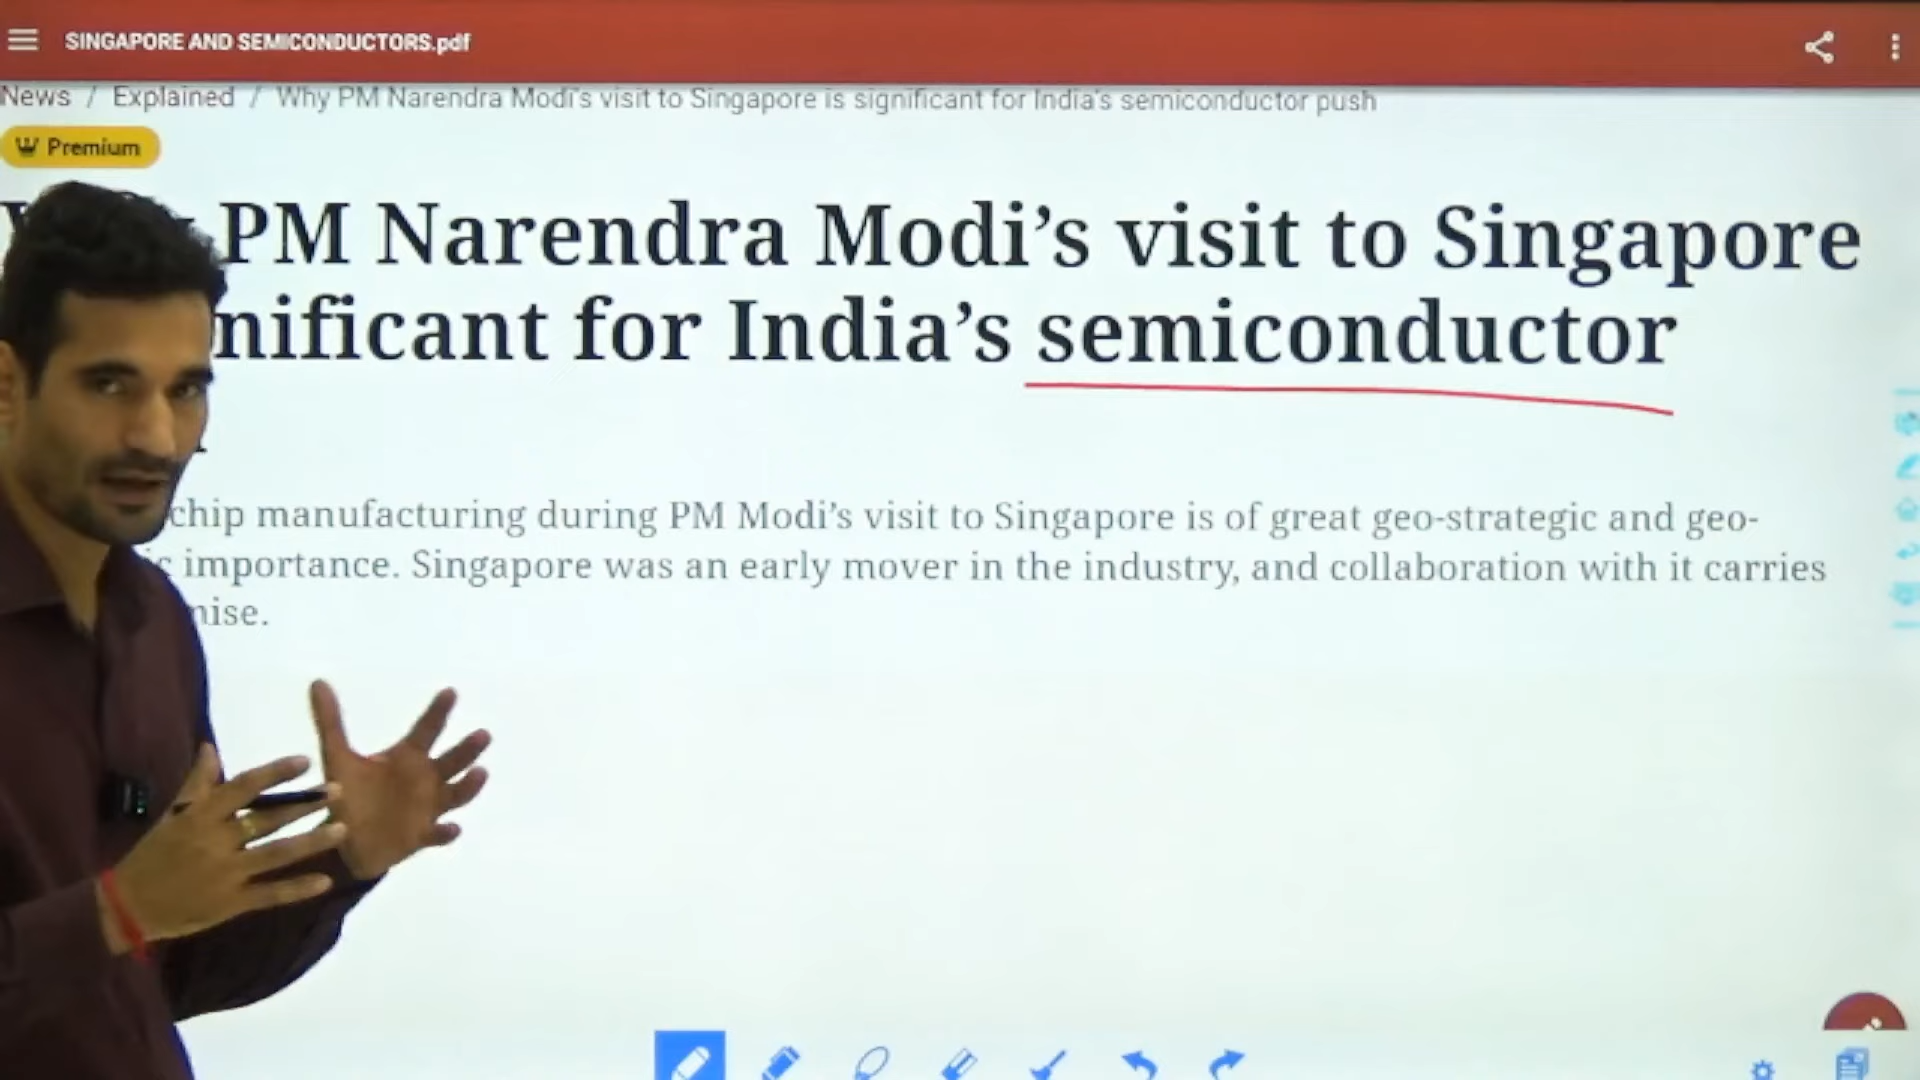 SINGAPORE AND SEMICONDUCTORS.pdf
News / Explained / Why PM Narendra Modi's visit to Singapore is significant for India's semiconductor push
Premium
PM Narendra Modi’s visit to Singapore
nificant for India’s semiconductor
chip manufacturing during PM Modi’s visit to Singapore is of great geo-strategic and geo-
c importance. Singapore was an early mover in the industry, and collaboration with it carries
mise.